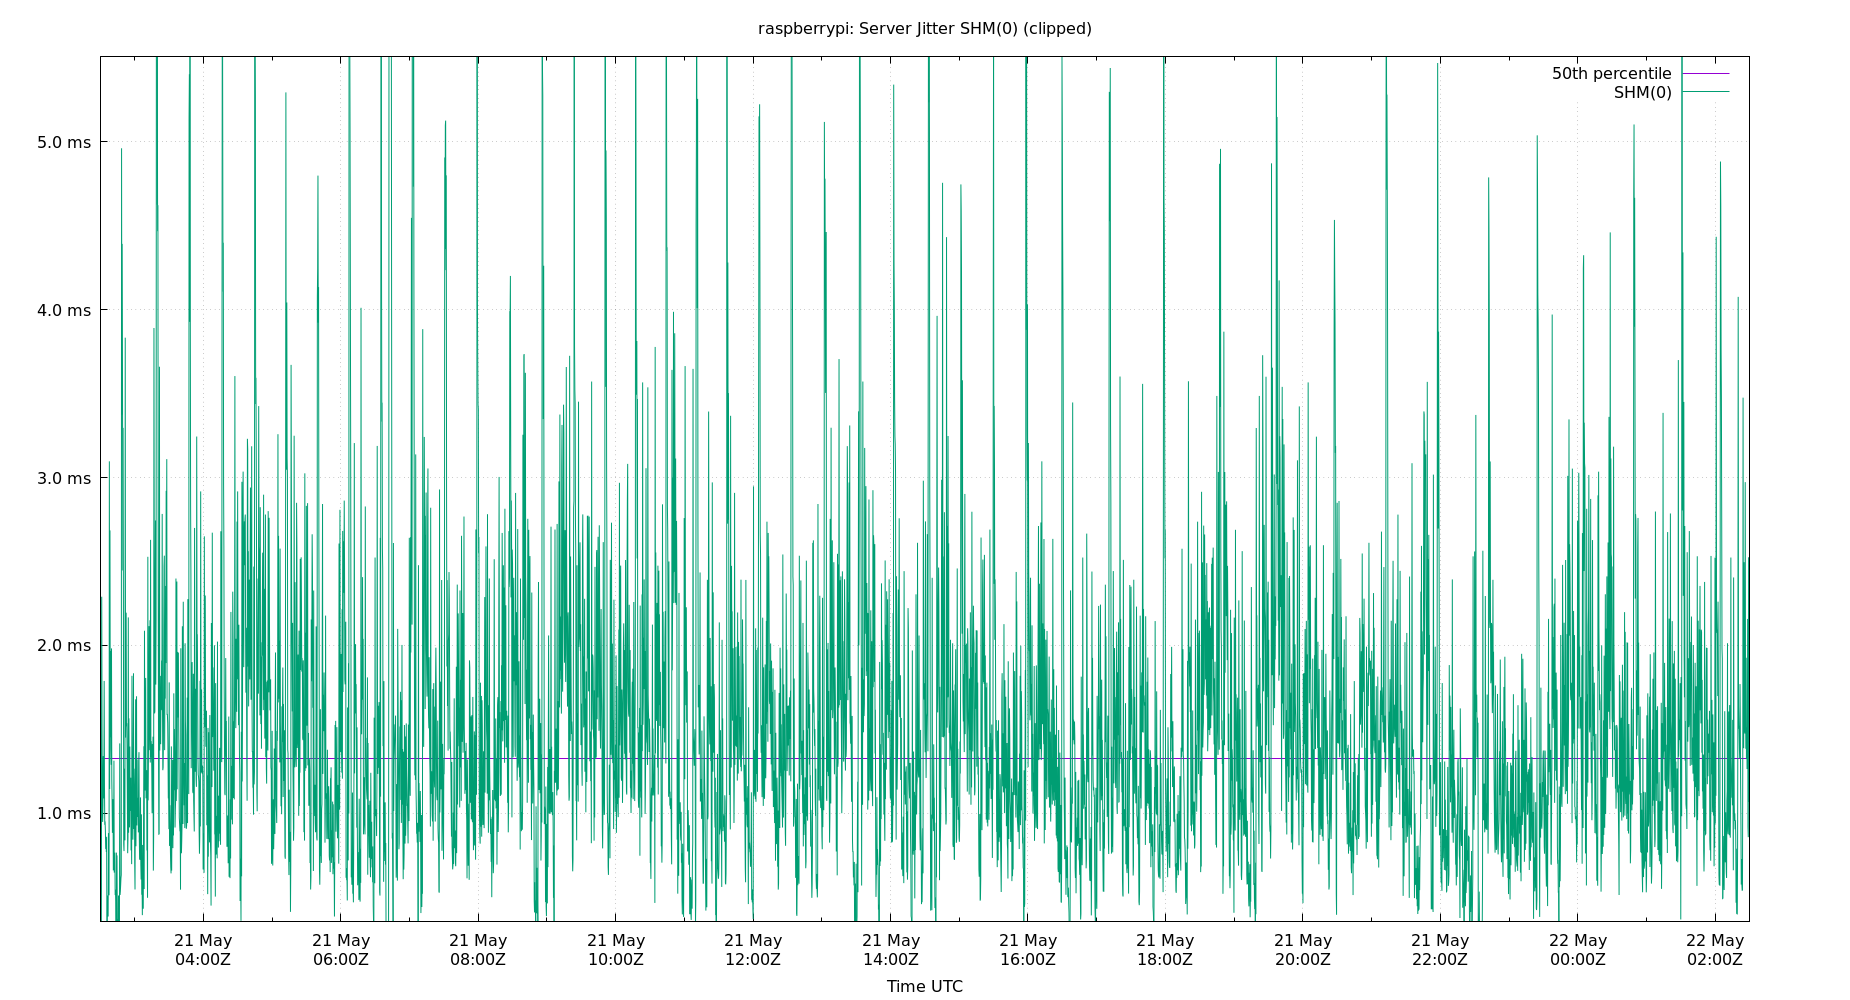 raspberrypi: Server Jitter SHM(0) (clipped)
50th percentile
SHM(0)
5.0 ms
4.0 ms
3.0 ms
2.0 ms
1.0 ms
21 May 21 May 21 May 21 May 21 May 21 May 21 May 21 May 21 May 21 May 22 May 22 May
04:00Z 06:00Z 08:00Z 10:00Z 12:00Z 14:00Z 16:00Z 18:00Z 20:00Z 22:00Z 00:00Z 02:00Z
Time UTC